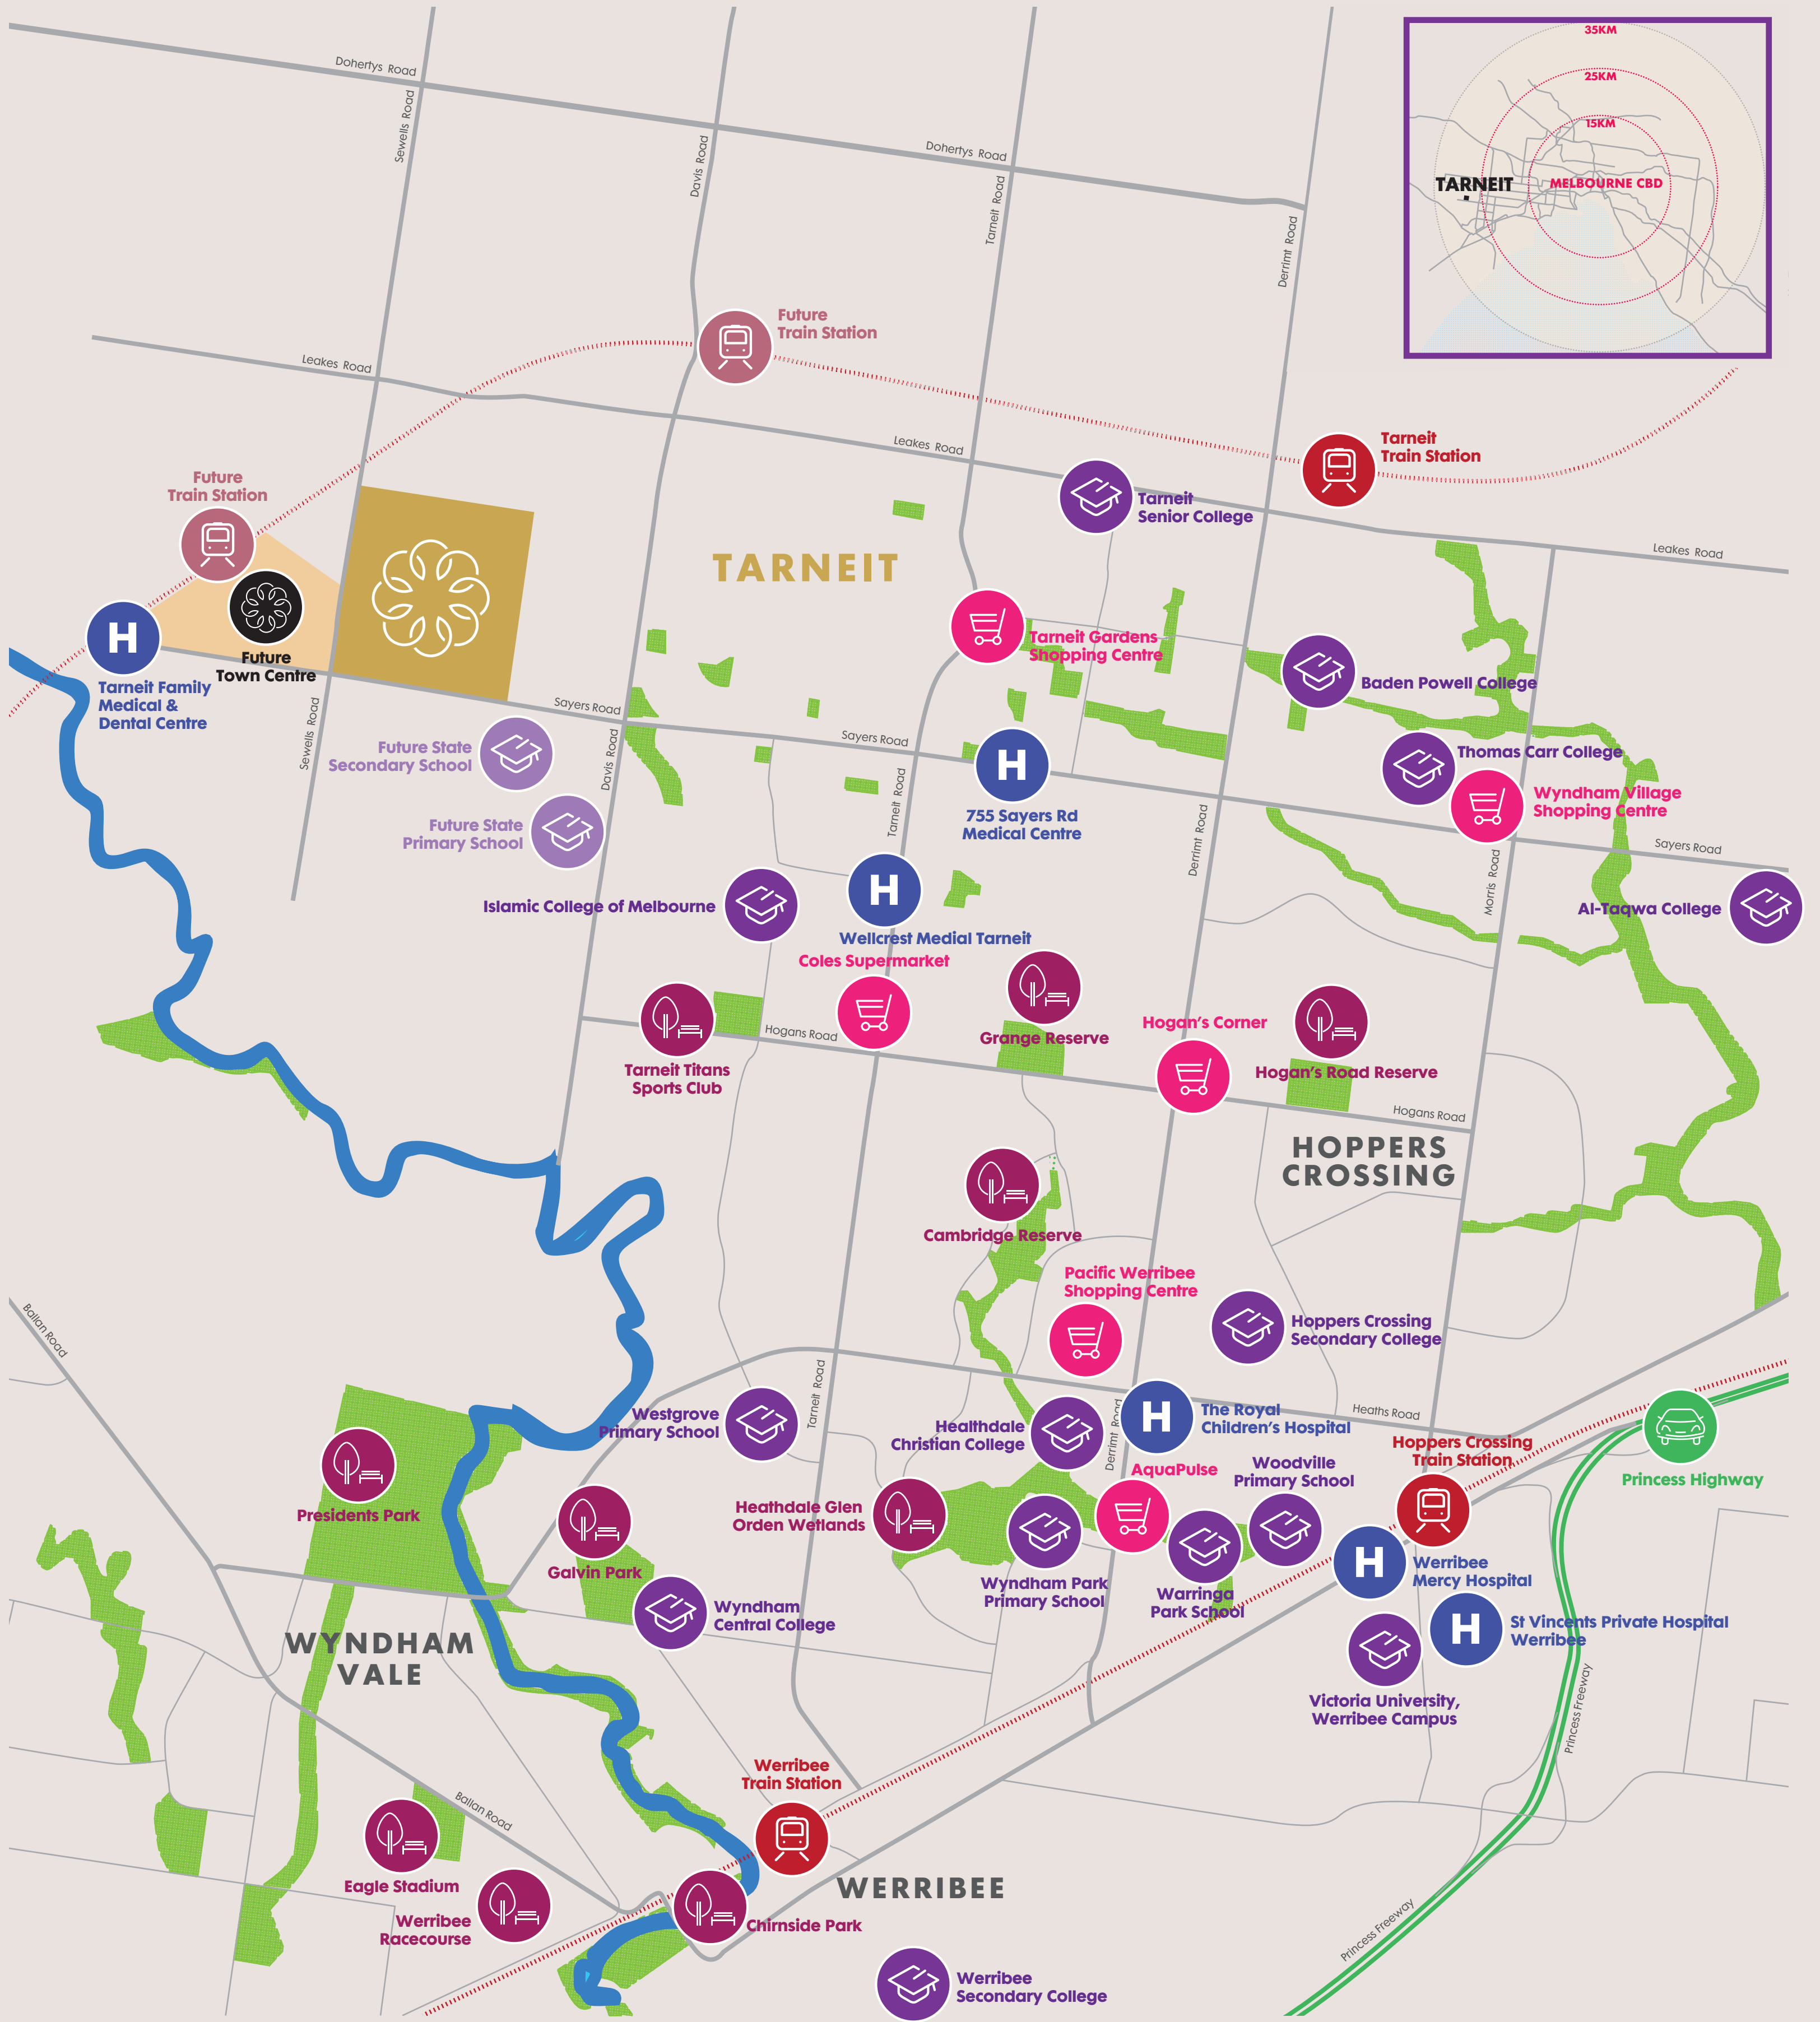 35KM
25KM
15KM
TARNEIT
MELBOURNE CBD
Dohertys Road
Sewells Road
Davis Road
Dohertys Road
Tarneit Road
Derrimt Road
Future
Train Station
Leakes Road
Leakes Road
Tarneit
Train Station
Future
Train Station
Tarneit
Senior College
Leakes Road
TARNEIT
H
Future
Town Centre
Tarneit Family
Medical &
Dental Centre
Tarneit Gardens
Shopping Centre
Baden Powell College
Sewells Road
Sayers Road
Davis Road
Sayers Road
Future State
Secondary School
Future State
Primary School
Tarneit Road
H
755 Sayers Rd
Medical Centre
Thomas Carr College
Wyndham Village
Shopping Centre
Derrimt Road
Morris Road
Sayers Road
Islamic College of Melbourne
H
Wellcrest Medial Tarneit
Al-Taqwa College
Coles Supermarket
Tarneit Titans
Sports Club
Hogans Road
Grange Reserve
Hogan's Corner
Hogan's Road Reserve
Hogans Road
HOPPERS
CROSSING
Cambridge Reserve
Pacific Werribee
Shopping Centre
Hoppers Crossing
Secondary College
Ballan Road
Tarneit Road
Westgrove
Primary School
Healthdale
Christian College
Derrimt Road
H
The Royal
Children's Hospital
Heaths Road
Hoppers Crossing
Train Station
Princess Highway
Presidents Park
Galvin Park
Heathdale Glen
Orden Wetlands
AquaPulse
Woodville
Primary School
Wyndham Park
Primary School
Warringa
Park School
H
Werribee
Mercy Hospital
H
St Vincents Private Hospital
Werribee
Wyndham
Central College
WYNDHAM
VALE
Victoria University,
Werribee Campus
Princess Freeway
Werribee
Train Station
Ballan Road
Eagle Stadium
Werribee
Racecourse
WERRIBEE
Chirnside Park
Princess Freeway
Werribee
Secondary College